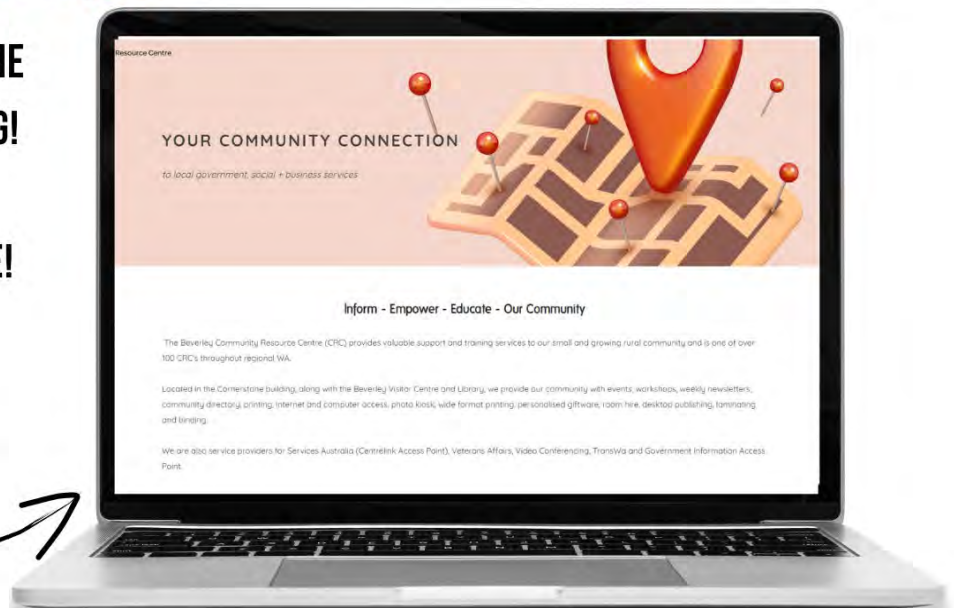 IE
G!
E!
Resource Centre
YOUR COMMUNITY CONNECTION
to local government, social + business services
Inform - Empower - Educate - Our Community
The Beverley Community Resource Centre (CRC) provides valuable support and training services to our small and growing rural community and is one of over
100 CRC's throughout regional WA.
Located in the Cornerstone building, along with the Beverley Visitor Centre and Library, we provide our community with events, workshops, weekly newsletters,
community directory, printing, internet and computer access, photo kiosk, wide format printing, personalised giftware, room hire, desktop publishing, laminating
and binding.
We are also service providers for Services Australia (Centrelink Access Point), Veterans Affairs, Video Conferencing, TransWa and Government Information Access
Point.